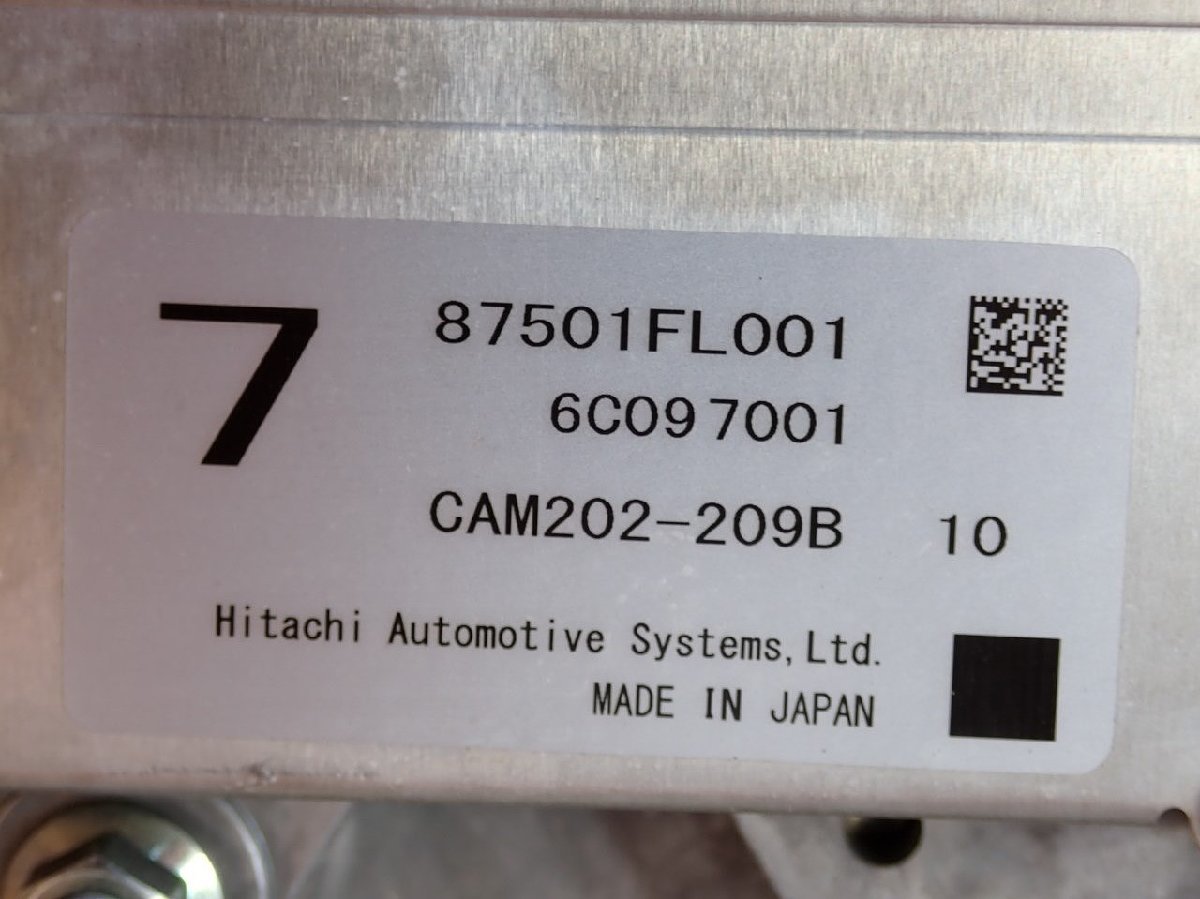 7
87501FL001
6C097001
CAM202-209B 10
Hitachi Automotive Systems,Ltd.
MADE IN JAPAN